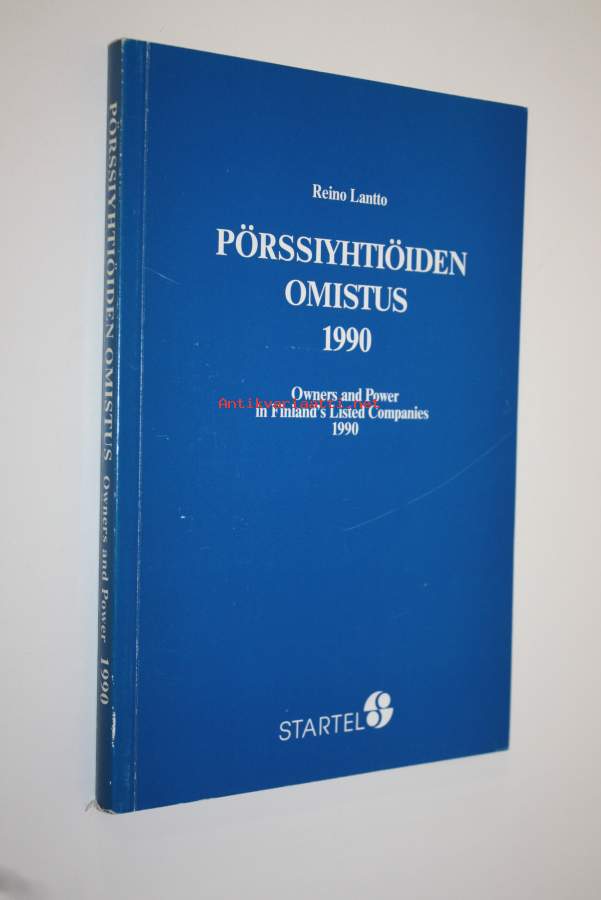 PÖRSSIYHTIÖIDEN OMISTUS Owners and Power 1990
Reino Lantto
PÖRSSIYHTIÖIDEN
OMISTUS
1990
Owners and Power
Antikvariaatti.net
in Finland's Listed Companies
1990
STARTEL